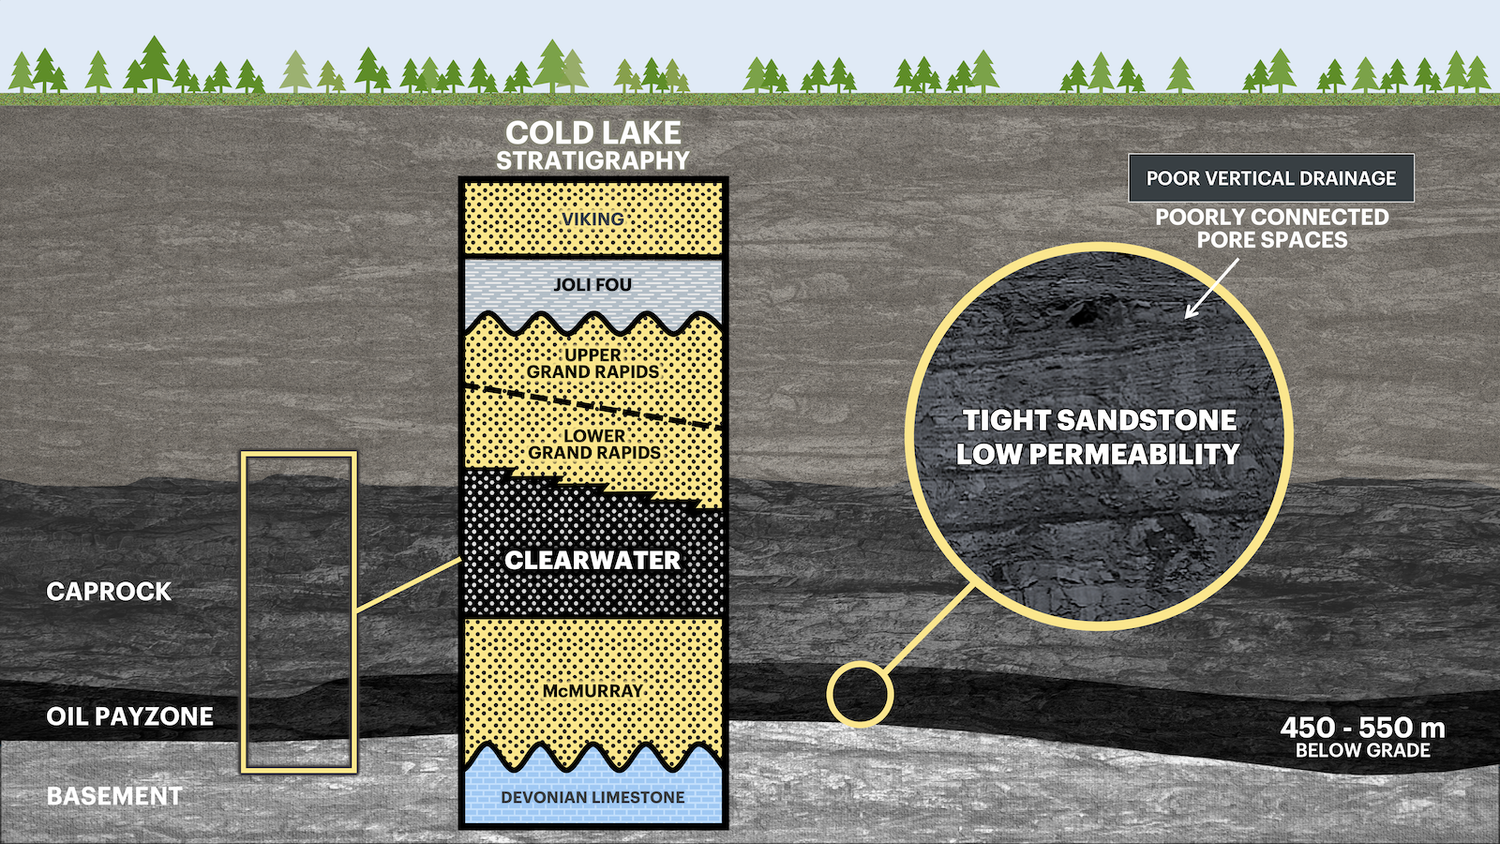 COLD LAKE
STRATIGRAPHY
VIKING
JOLI FOU
UPPER
GRAND RAPIDS
LOWER
GRAND RAPIDS
CLEARWATER
McMURRAY
DEVONIAN LIMESTONE
CAPROCK
OIL PAYZONE
BASEMENT
POOR VERTICAL DRAINAGE
POORLY CONNECTED
PORE SPACES
TIGHT SANDSTONE
LOW PERMEABILITY
450 - 550 m
BELOW GRADE